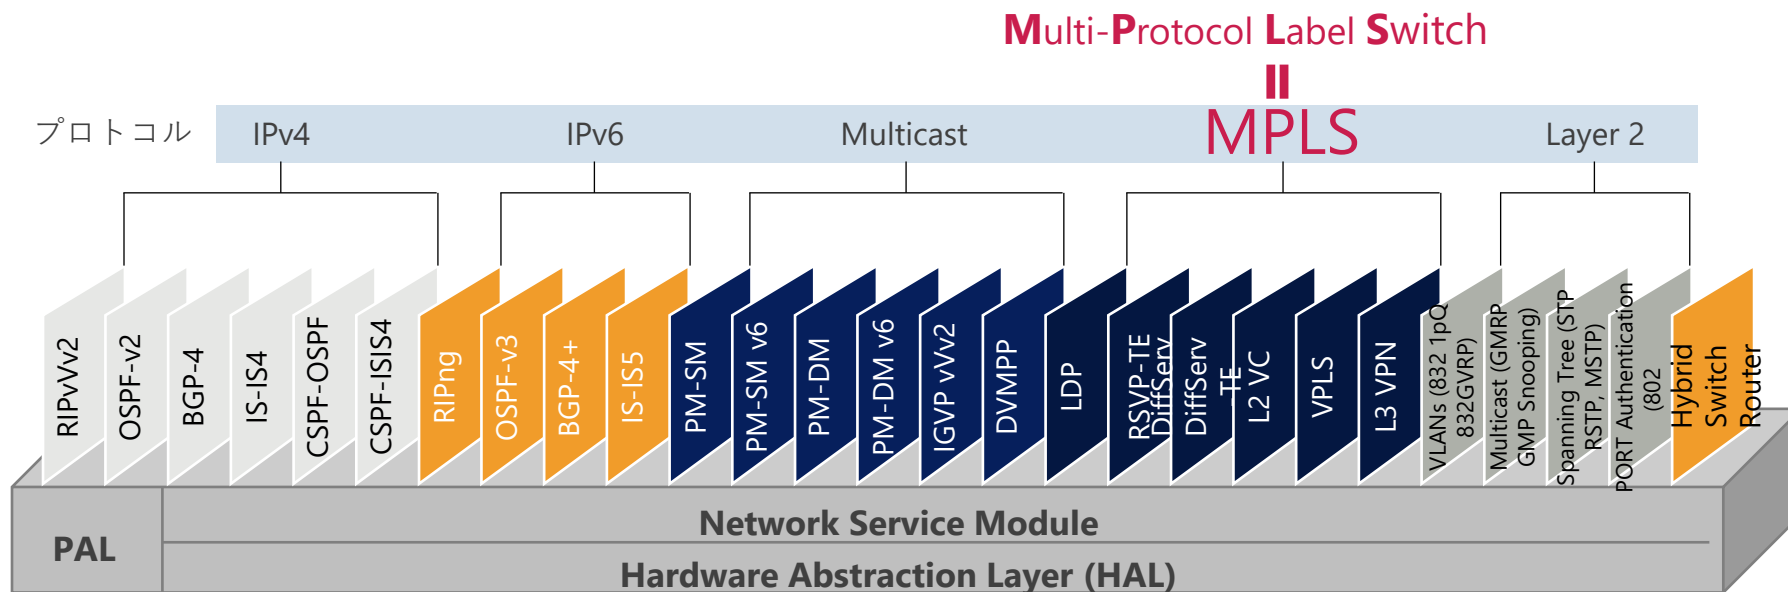 Multi-Protocol Label Switch
=
プロトコル IPv4 IPv6 Multicast MPLS Layer 2
RIPvVv2
OSPF-v2
BGP-4
IS-IS4
CSPF-OSPF
CSPF-ISIS4
RIPng
OSPF-v3
BGP-4+
IS-IS5
PM-SM
PM-SM v6
PM-DM
PM-DM v6
IGVP vVv2
DVMPP
LDP
RSVP-TE
DiffServ
DiffServ
-TE
L2 VC
VPLS
L3 VPN
VLANs (832 1pQ
832GVRP)
Multicast (GMRP
GMP Snooping)
Spanning Tree (STP
RSTP, MSTP)
PORT Authentication
(802
Hybrid
Switch
Router
PAL
Network Service Module
Hardware Abstraction Layer (HAL)